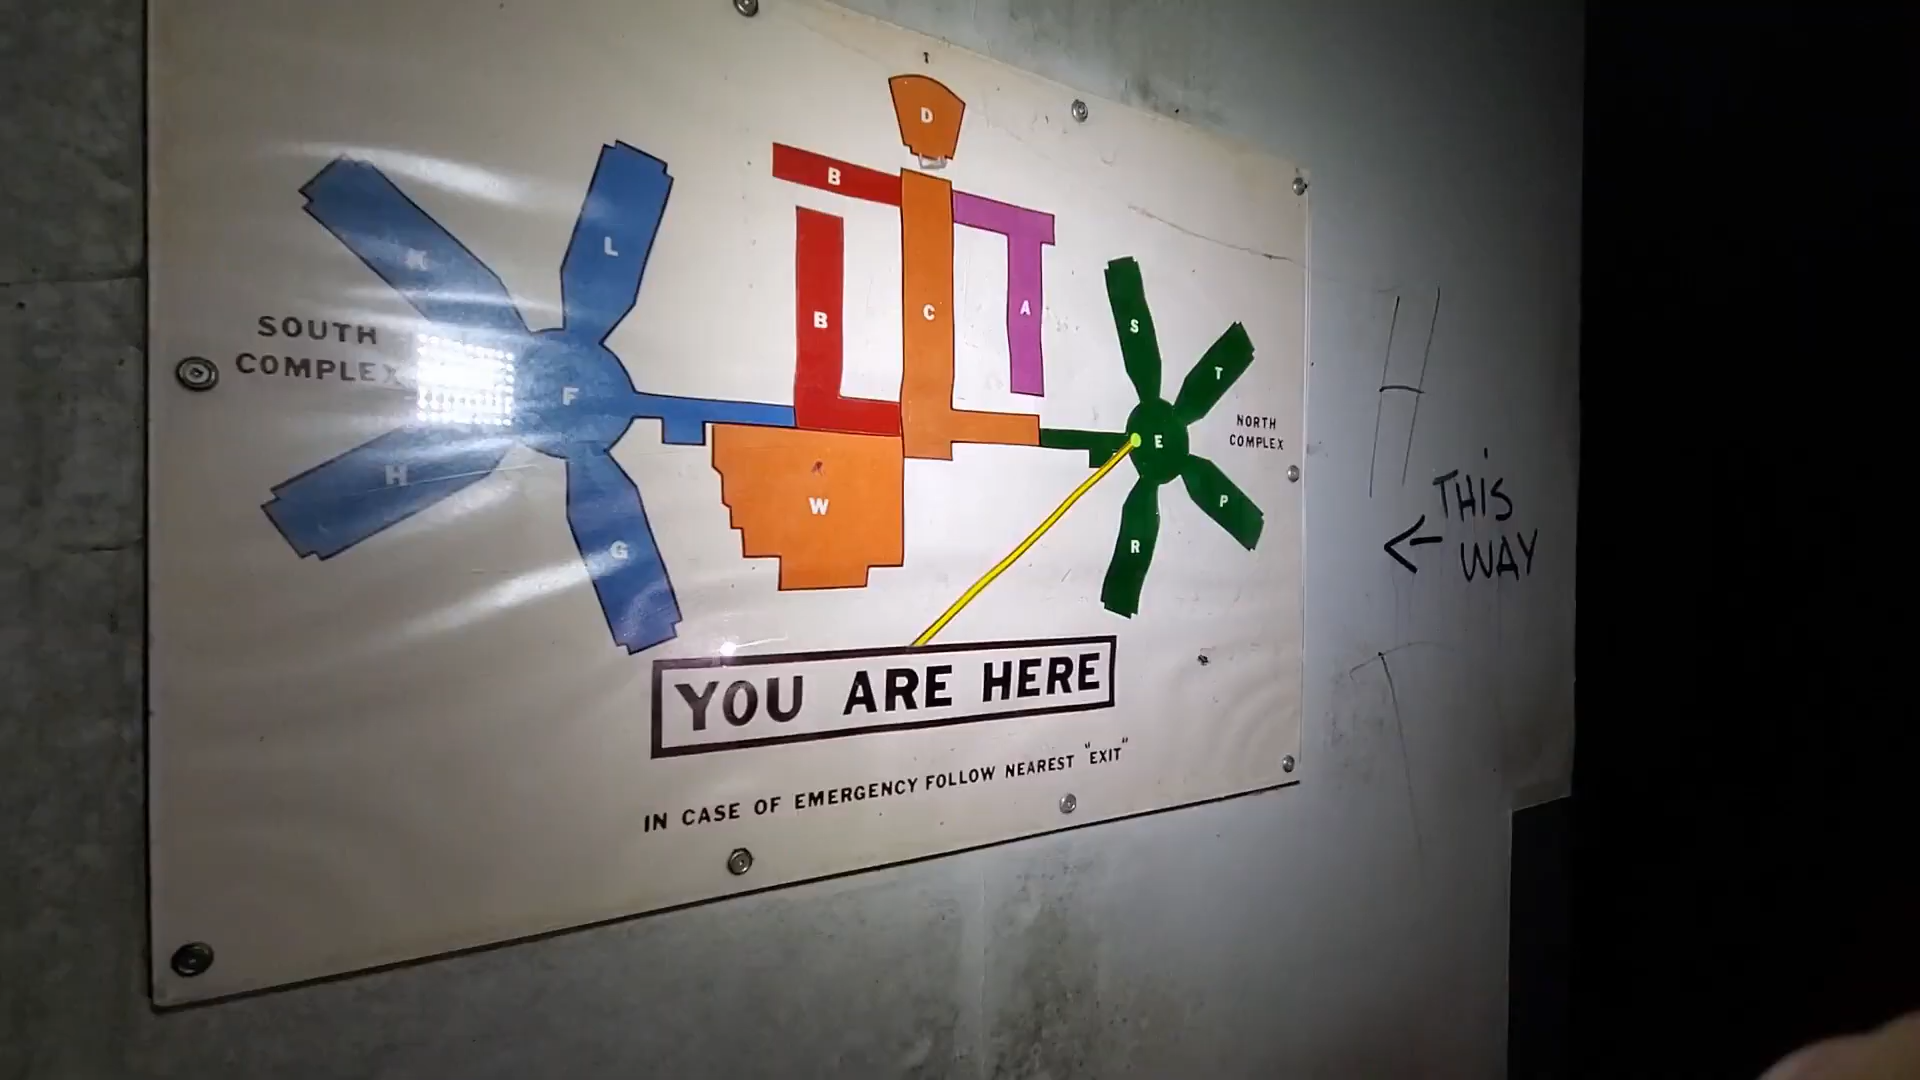 T
D
B
L
K
B
C
A
S
T
SOUTH
COMPLEX
F
E
NORTH
COMPLEX
H
W
P
G
R
THIS
← WAY
YOU ARE HERE
IN CASE OF EMERGENCY FOLLOW NEAREST "EXIT"